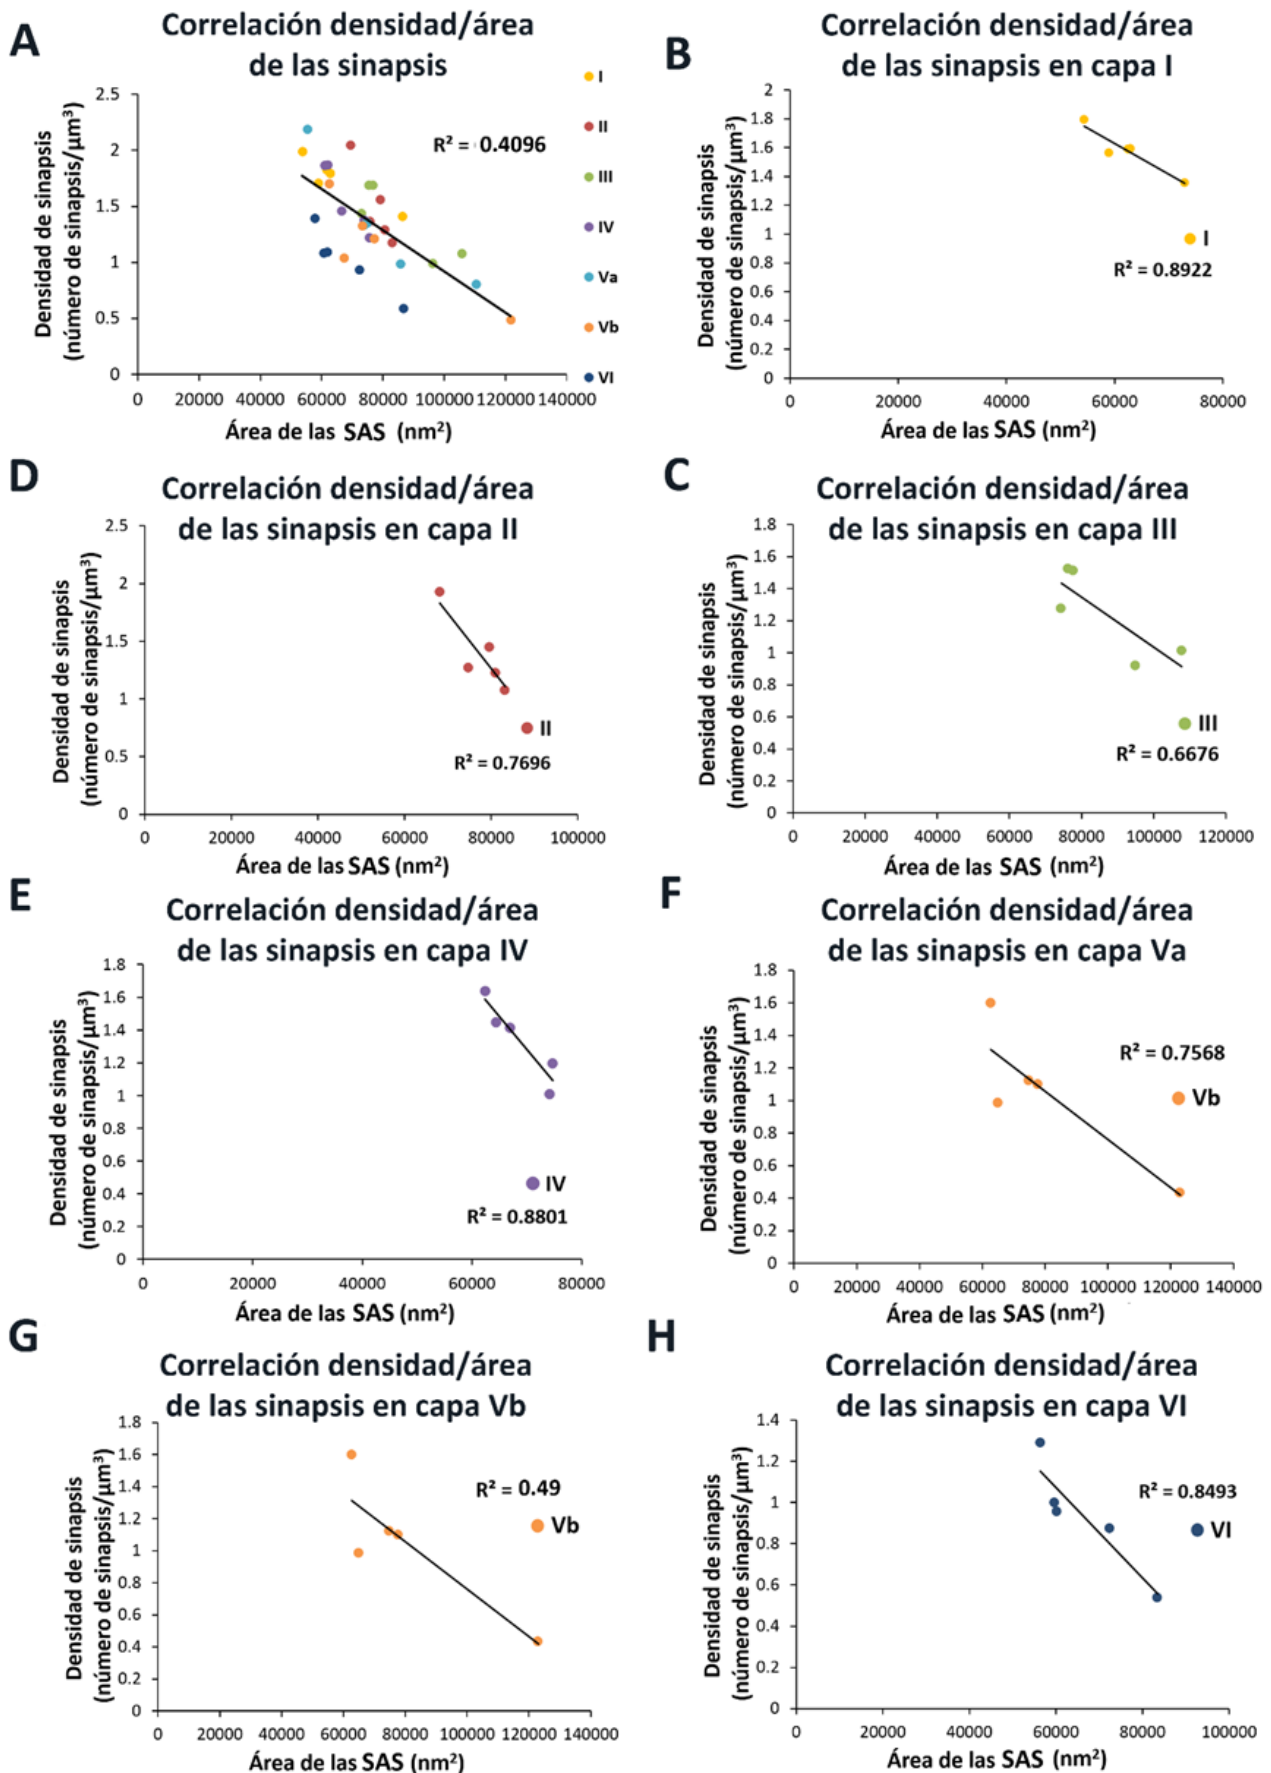 A
Correlación densidad/área
de las sinapsis
Densidad de sinapsis
(número de sinapsis/μm³)
2.5
2
1.5
1
0.5
0
R² = 0.4096
I
II
III
IV
Va
Vb
VI
0 20000 40000 60000 80000 100000 120000 140000
Área de las SAS (nm²)
B
Correlación densidad/área
de las sinapsis en capa I
Densidad de sinapsis
(número de sinapsis/μm³)
2
1.8
1.6
1.4
1.2
1
0.8
0.6
0.4
0.2
0
I
R² = 0.8922
0 20000 40000 60000 80000
Área de las SAS (nm²)
D
Correlación densidad/área
de las sinapsis en capa II
Densidad de sinapsis
(número de sinapsis/μm³)
2.5
2
1.5
1
0.5
0
II
R² = 0.7696
0 20000 40000 60000 80000 100000
Área de las SAS (nm²)
C
Correlación densidad/área
de las sinapsis en capa III
Densidad de sinapsis
(número de sinapsis/μm³)
1.8
1.6
1.4
1.2
1
0.8
0.6
0.4
0.2
0
III
R² = 0.6676
0 20000 40000 60000 80000 100000 120000
Área de las SAS (nm²)
E
Correlación densidad/área
de las sinapsis en capa IV
Densidad de sinapsis
(número de sinapsis/μm³)
1.8
1.6
1.4
1.2
1
0.8
0.6
0.4
0.2
0
IV
R² = 0.8801
0 20000 40000 60000 80000
Área de las SAS (nm²)
F
Correlación densidad/área
de las sinapsis en capa Va
Densidad de sinapsis
(número de sinapsis/μm³)
1.8
1.6
1.4
1.2
1
0.8
0.6
0.4
0.2
0
R² = 0.7568
Vb
0 20000 40000 60000 80000 100000 120000 140000
Área de las SAS (nm²)
G
Correlación densidad/área
de las sinapsis en capa Vb
Densidad de sinapsis
(número de sinapsis/μm³)
1.8
1.6
1.4
1.2
1
0.8
0.6
0.4
0.2
0
R² = 0.49
Vb
0 20000 40000 60000 80000 100000 120000 140000
Área de las SAS (nm²)
H
Correlación densidad/área
de las sinapsis en capa VI
Densidad de sinapsis
(número de sinapsis/μm³)
1.4
1.2
1
0.8
0.6
0.4
0.2
0
R² = 0.8493
VI
0 20000 40000 60000 80000 100000
Área de las SAS (nm²)